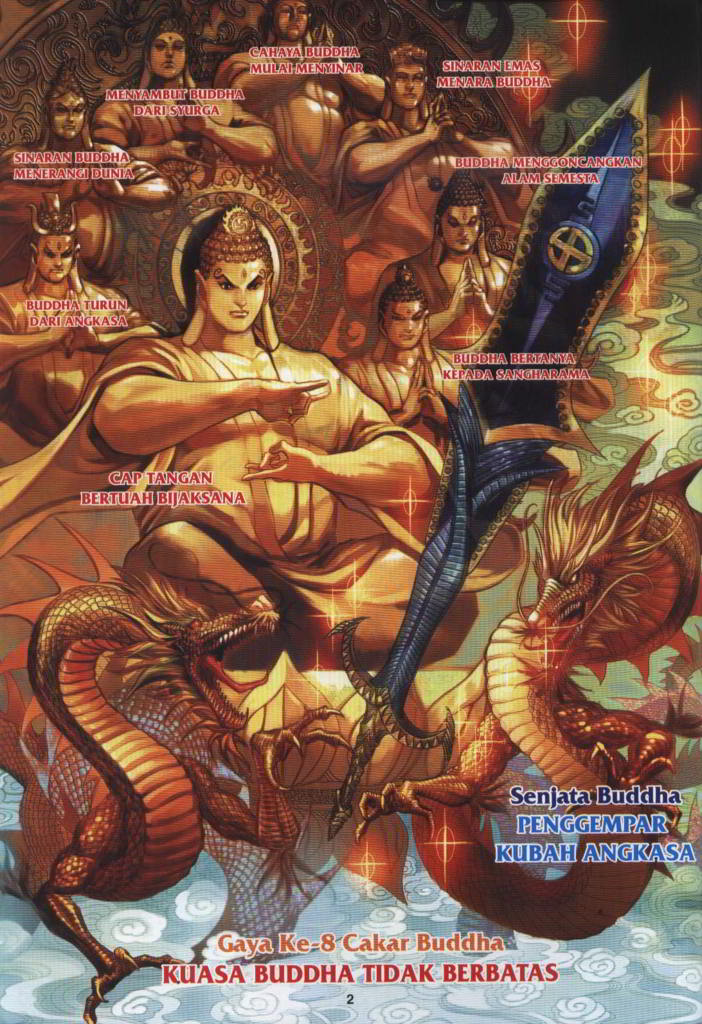 CAHAYA BUDDHA
MULAI MENYINAR
SINARAN EMAS
MENARA BUDDHA
MENYAMBUT BUDDHA
DARI SYURGA
SINARAN BUDDHA
MENERANGI DUNIA
BUDDHA MENGGONCANGKAN
ALAM SEMESTA
BUDDHA TURUN
DARI ANGKASA
BUDDHA BERTANYA
KEPADA SANGHARAMA
CAP TANGAN
BERTUAH BIJAKSANA
Senjata Buddha
PENGGEMPAR
KUBAH ANGKASA
Gaya Ke-8 Cakar Buddha
KUASA BUDDHA TIDAK BERBATAS
2